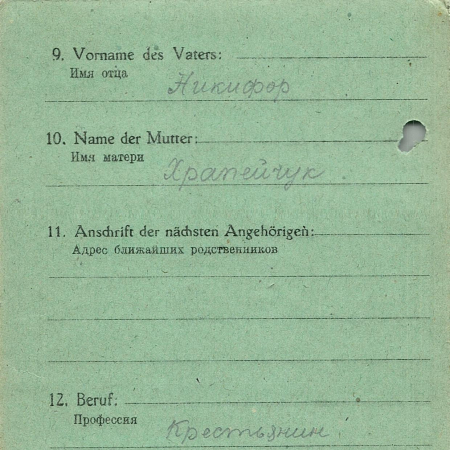 9. Vorname des Vaters:
Имя отца
Никифор
10. Name der Mutter:
Имя матери
Храпейчук.
11. Anschrift der nächsten Angehörigen:
Адрес ближайших родственников
12. Beruf:
Профессия
Крестьянин.